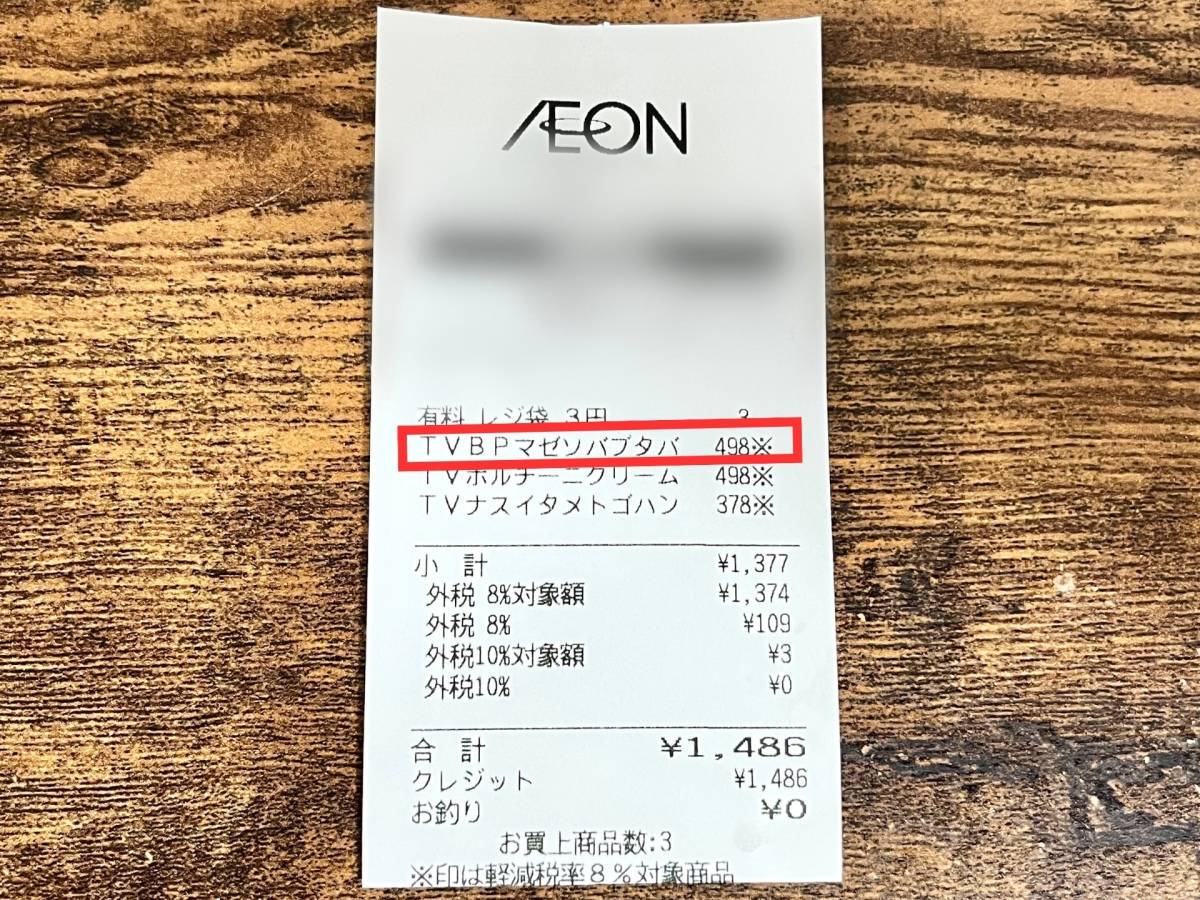 ÆON
有料 レジ袋 3円 3
TVBPマゼソバブタバ 498※
TVポルチーニクリーム 498※
TVナスイタメトゴハン 378※
小 計 ¥1,377
外税 8%対象額 ¥1,374
外税 8% ¥109
外税10%対象額 ¥3
外税10% ¥0
合 計 ¥1,486
クレジット ¥1,486
お釣り ¥0
お買上商品数:3
※印は軽減税率8%対象商品